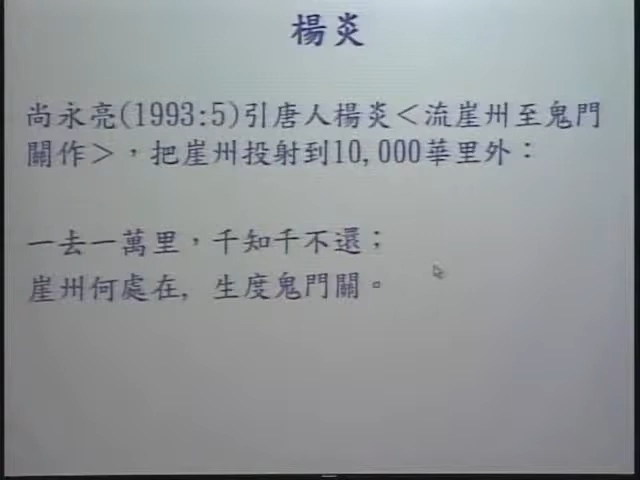 楊炎
尚永亮(1993:5)引唐人楊炎＜流崖州至鬼門
關作＞，把崖州投射到10,000華里外：
一去一萬里，千知千不還；
崖州何處在, 生度鬼門關。